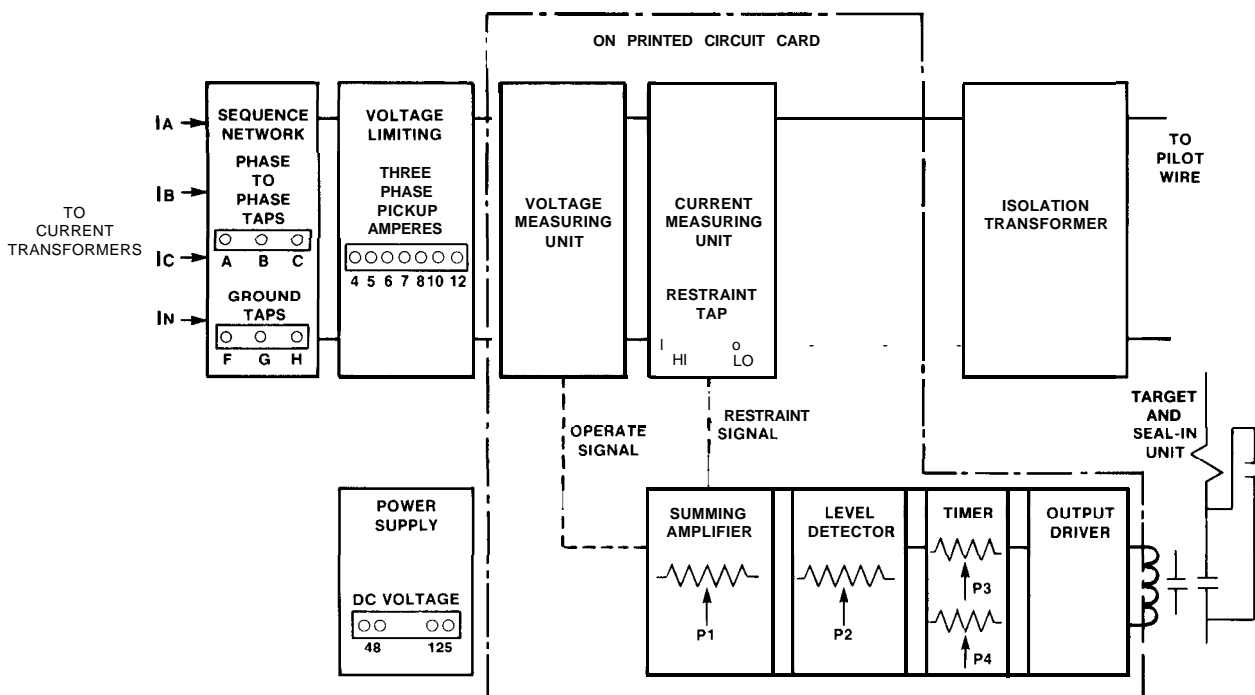 ON PRINTED CIRCUIT CARD
IA
IB
IC
IN
TO
CURRENT
TRANSFORMERS
SEQUENCE
NETWORK
PHASE
TO
PHASE
TAPS
A B C
GROUND
TAPS
F G H
VOLTAGE
LIMITING
THREE
PHASE
PICKUP
AMPERES
4 5 6 7 8 10 12
VOLTAGE
MEASURING
UNIT
CURRENT
MEASURING
UNIT
RESTRAINT
TAP
HI LO
ISOLATION
TRANSFORMER
TO
PILOT
WIRE
OPERATE
SIGNAL
RESTRAINT
SIGNAL
TARGET
AND
SEAL-IN
UNIT
POWER
SUPPLY
DC VOLTAGE
48 125
SUMMING
AMPLIFIER
P1
LEVEL
DETECTOR
P2
TIMER
P3
P4
OUTPUT
DRIVER